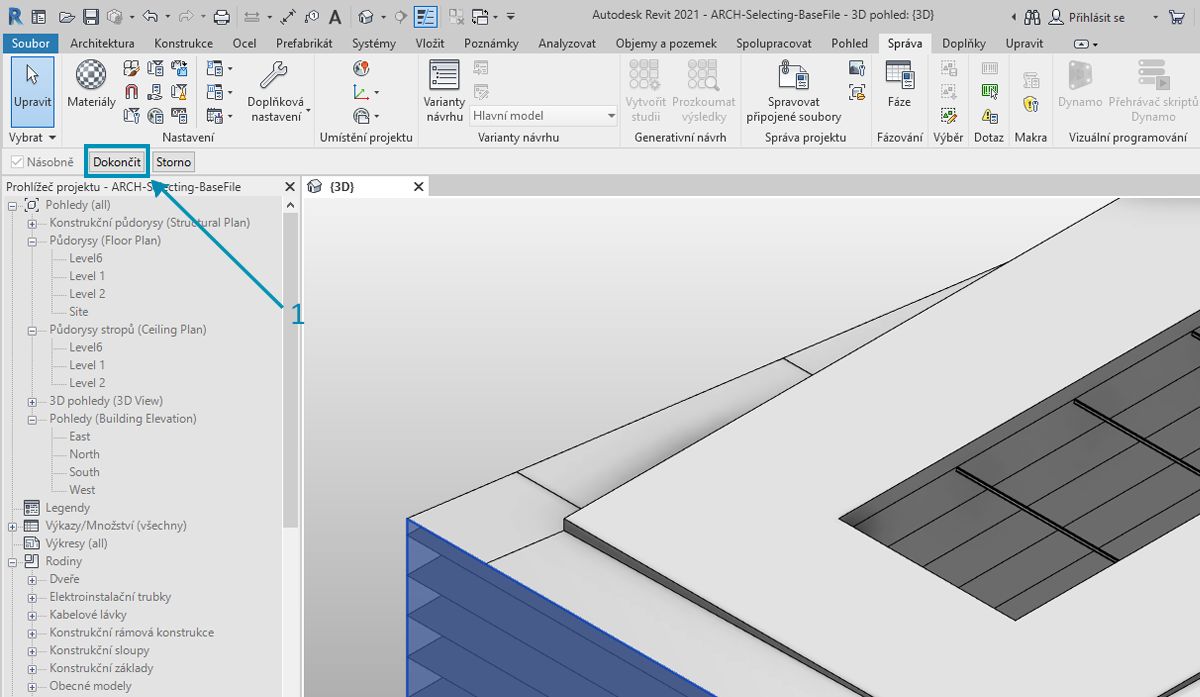 Autodesk Revit 2021 - ARCH-Selecting-BaseFile - 3D pohled: {3D}
Přihlásit se
Soubor Architektura Konstrukce Ocel Prefabrikát Systémy Vložit Poznámky Analyzovat Objemy a pozemek Spolupracovat Pohled Správa Doplňky Upravit
Upravit
Materiály
Doplňková
nastavení
Varianty
návrhu
Hlavní model
Vytvořit
studii
Prozkoumat
výsledky
Spravovat
připojené soubory
Fáze
Dynamo
Přehrávač skriptů
Dynamo
Vybrat Nastavení Umístění projektu Varianty návrhu Generativní návrh Správa projektu Fázování Výběr Dotaz Makra Vizuální programování
Násobně Dokončit Storno
Prohlížeč projektu - ARCH-Selecting-BaseFile
{3D}
Pohledy (all)
Konstrukční půdorysy (Structural Plan)
Půdorysy (Floor Plan)
Level6
Level 1
Level 2
Site
1
Půdorysy stropů (Ceiling Plan)
Level6
Level 1
Level 2
3D pohledy (3D View)
Pohledy (Building Elevation)
East
North
South
West
Legendy
Výkazy/Množství (všechny)
Výkresy (all)
Rodiny
Dveře
Elektroinstalační trubky
Kabelové lávky
Konstrukční rámová konstrukce
Konstrukční sloupy
Konstrukční základy
Obecné modely